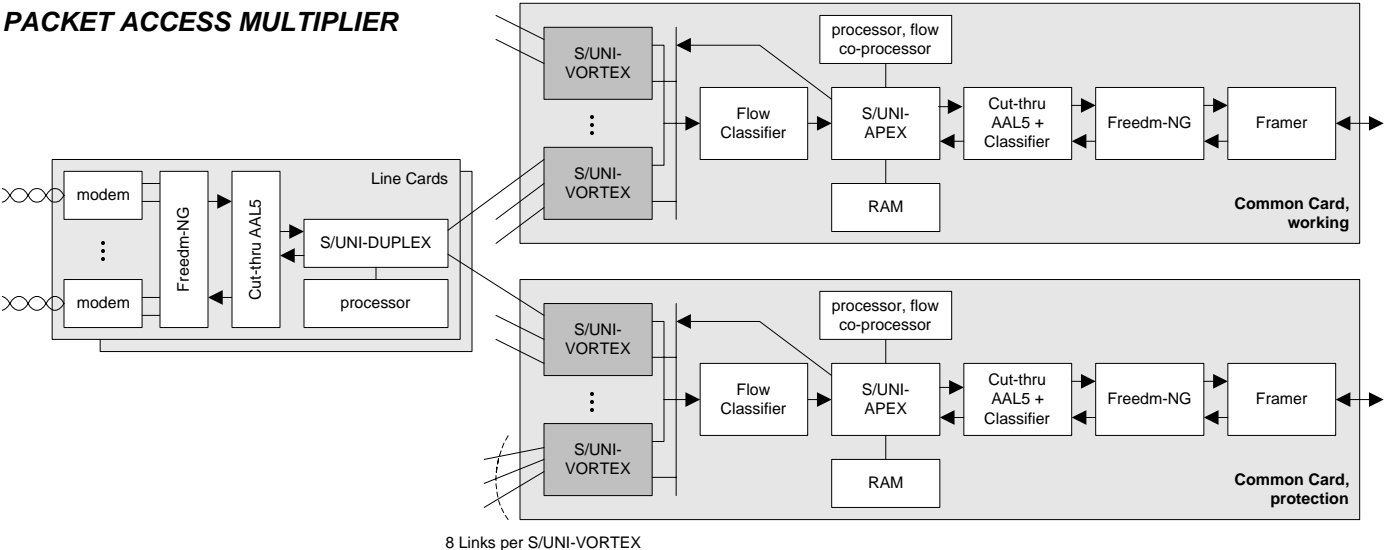 PACKET ACCESS MULTIPLIER
Line Cards
modem
modem
Freedm-NG
Cut-thru AAL5
S/UNI-DUPLEX
processor
S/UNI-
VORTEX
S/UNI-
VORTEX
Flow
Classifier
processor, flow
co-processor
S/UNI-
APEX
RAM
Cut-thru
AAL5 +
Classifier
Freedm-NG
Framer
Common Card,
working
S/UNI-
VORTEX
S/UNI-
VORTEX
Flow
Classifier
processor, flow
co-processor
S/UNI-
APEX
RAM
Cut-thru
AAL5 +
Classifier
Freedm-NG
Framer
Common Card,
protection
8 Links per S/UNI-VORTEX